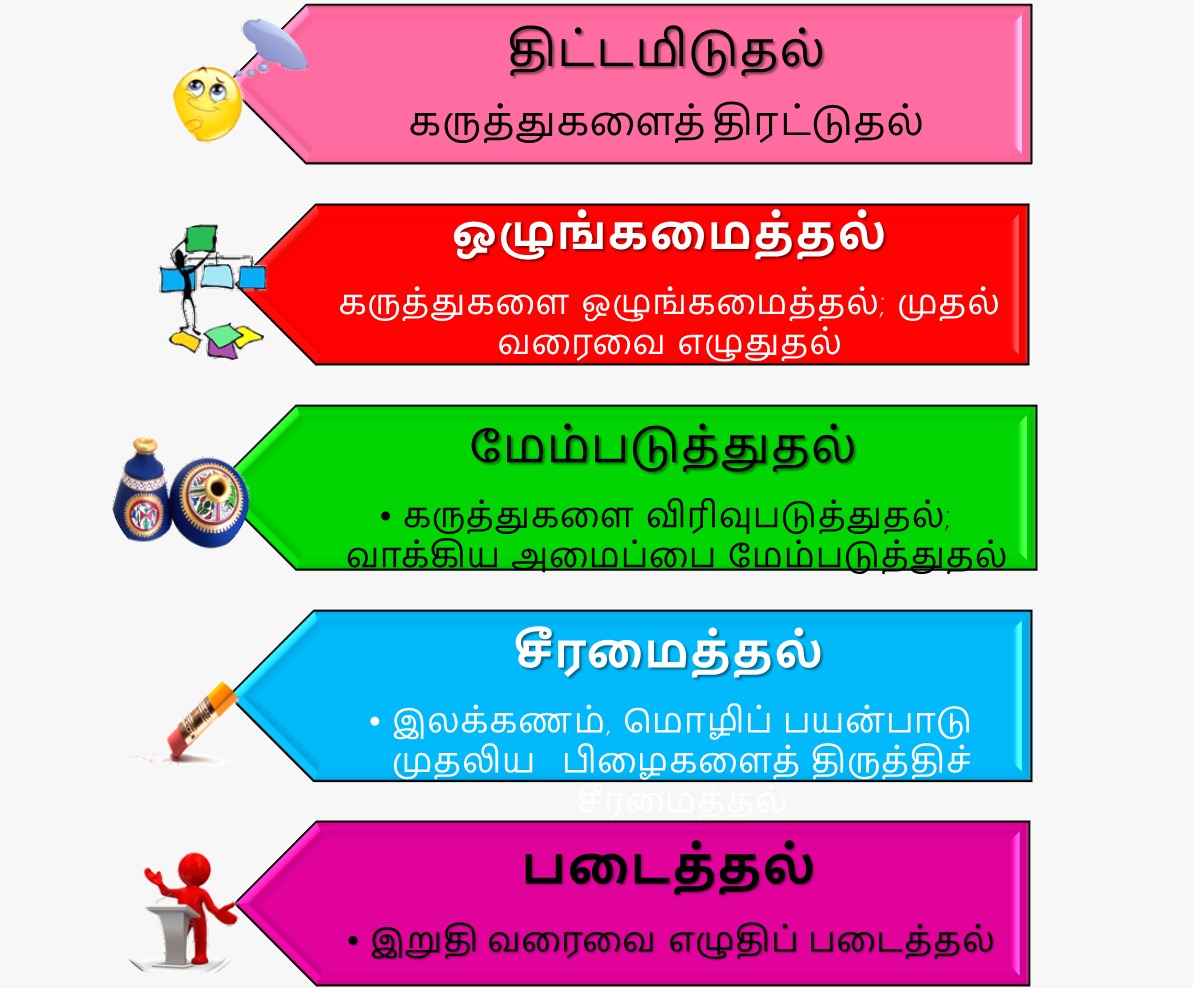 திட்டமிடுதல்
கருத்துகளைத் திரட்டுதல்
ஒழுங்கமைத்தல்
கருத்துகளை ஒழுங்கமைத்தல்; முதல்
வரைவை எழுதுதல்
மேம்படுத்துதல்
• கருத்துகளை விரிவுபடுத்துதல்;
வாக்கிய அமைப்பை மேம்படுத்துதல்
சீரமைத்தல்
• இலக்கணம், மொழிப் பயன்பாடு
முதலிய பிழைகளைத் திருத்திச்
சீரமைத்தல்
படைத்தல்
• இறுதி வரைவை எழுதிப் படைத்தல்